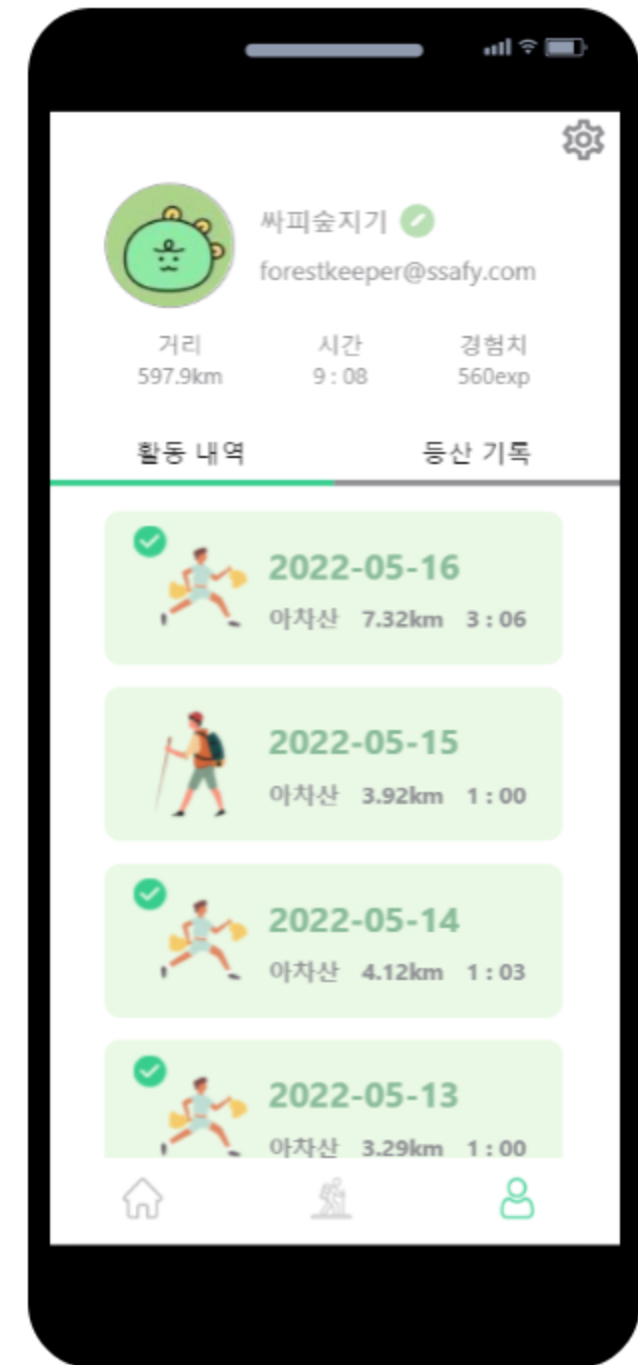 싸피숲지기
forestkeeper@ssafy.com
거리 시간 경험치
597.9km 9 : 08 560exp
활동 내역 등산 기록
2022-05-16
아차산 7.32km 3 : 06
2022-05-15
아차산 3.92km 1 : 00
2022-05-14
아차산 4.12km 1 : 03
2022-05-13
아차산 3.29km 1 : 00